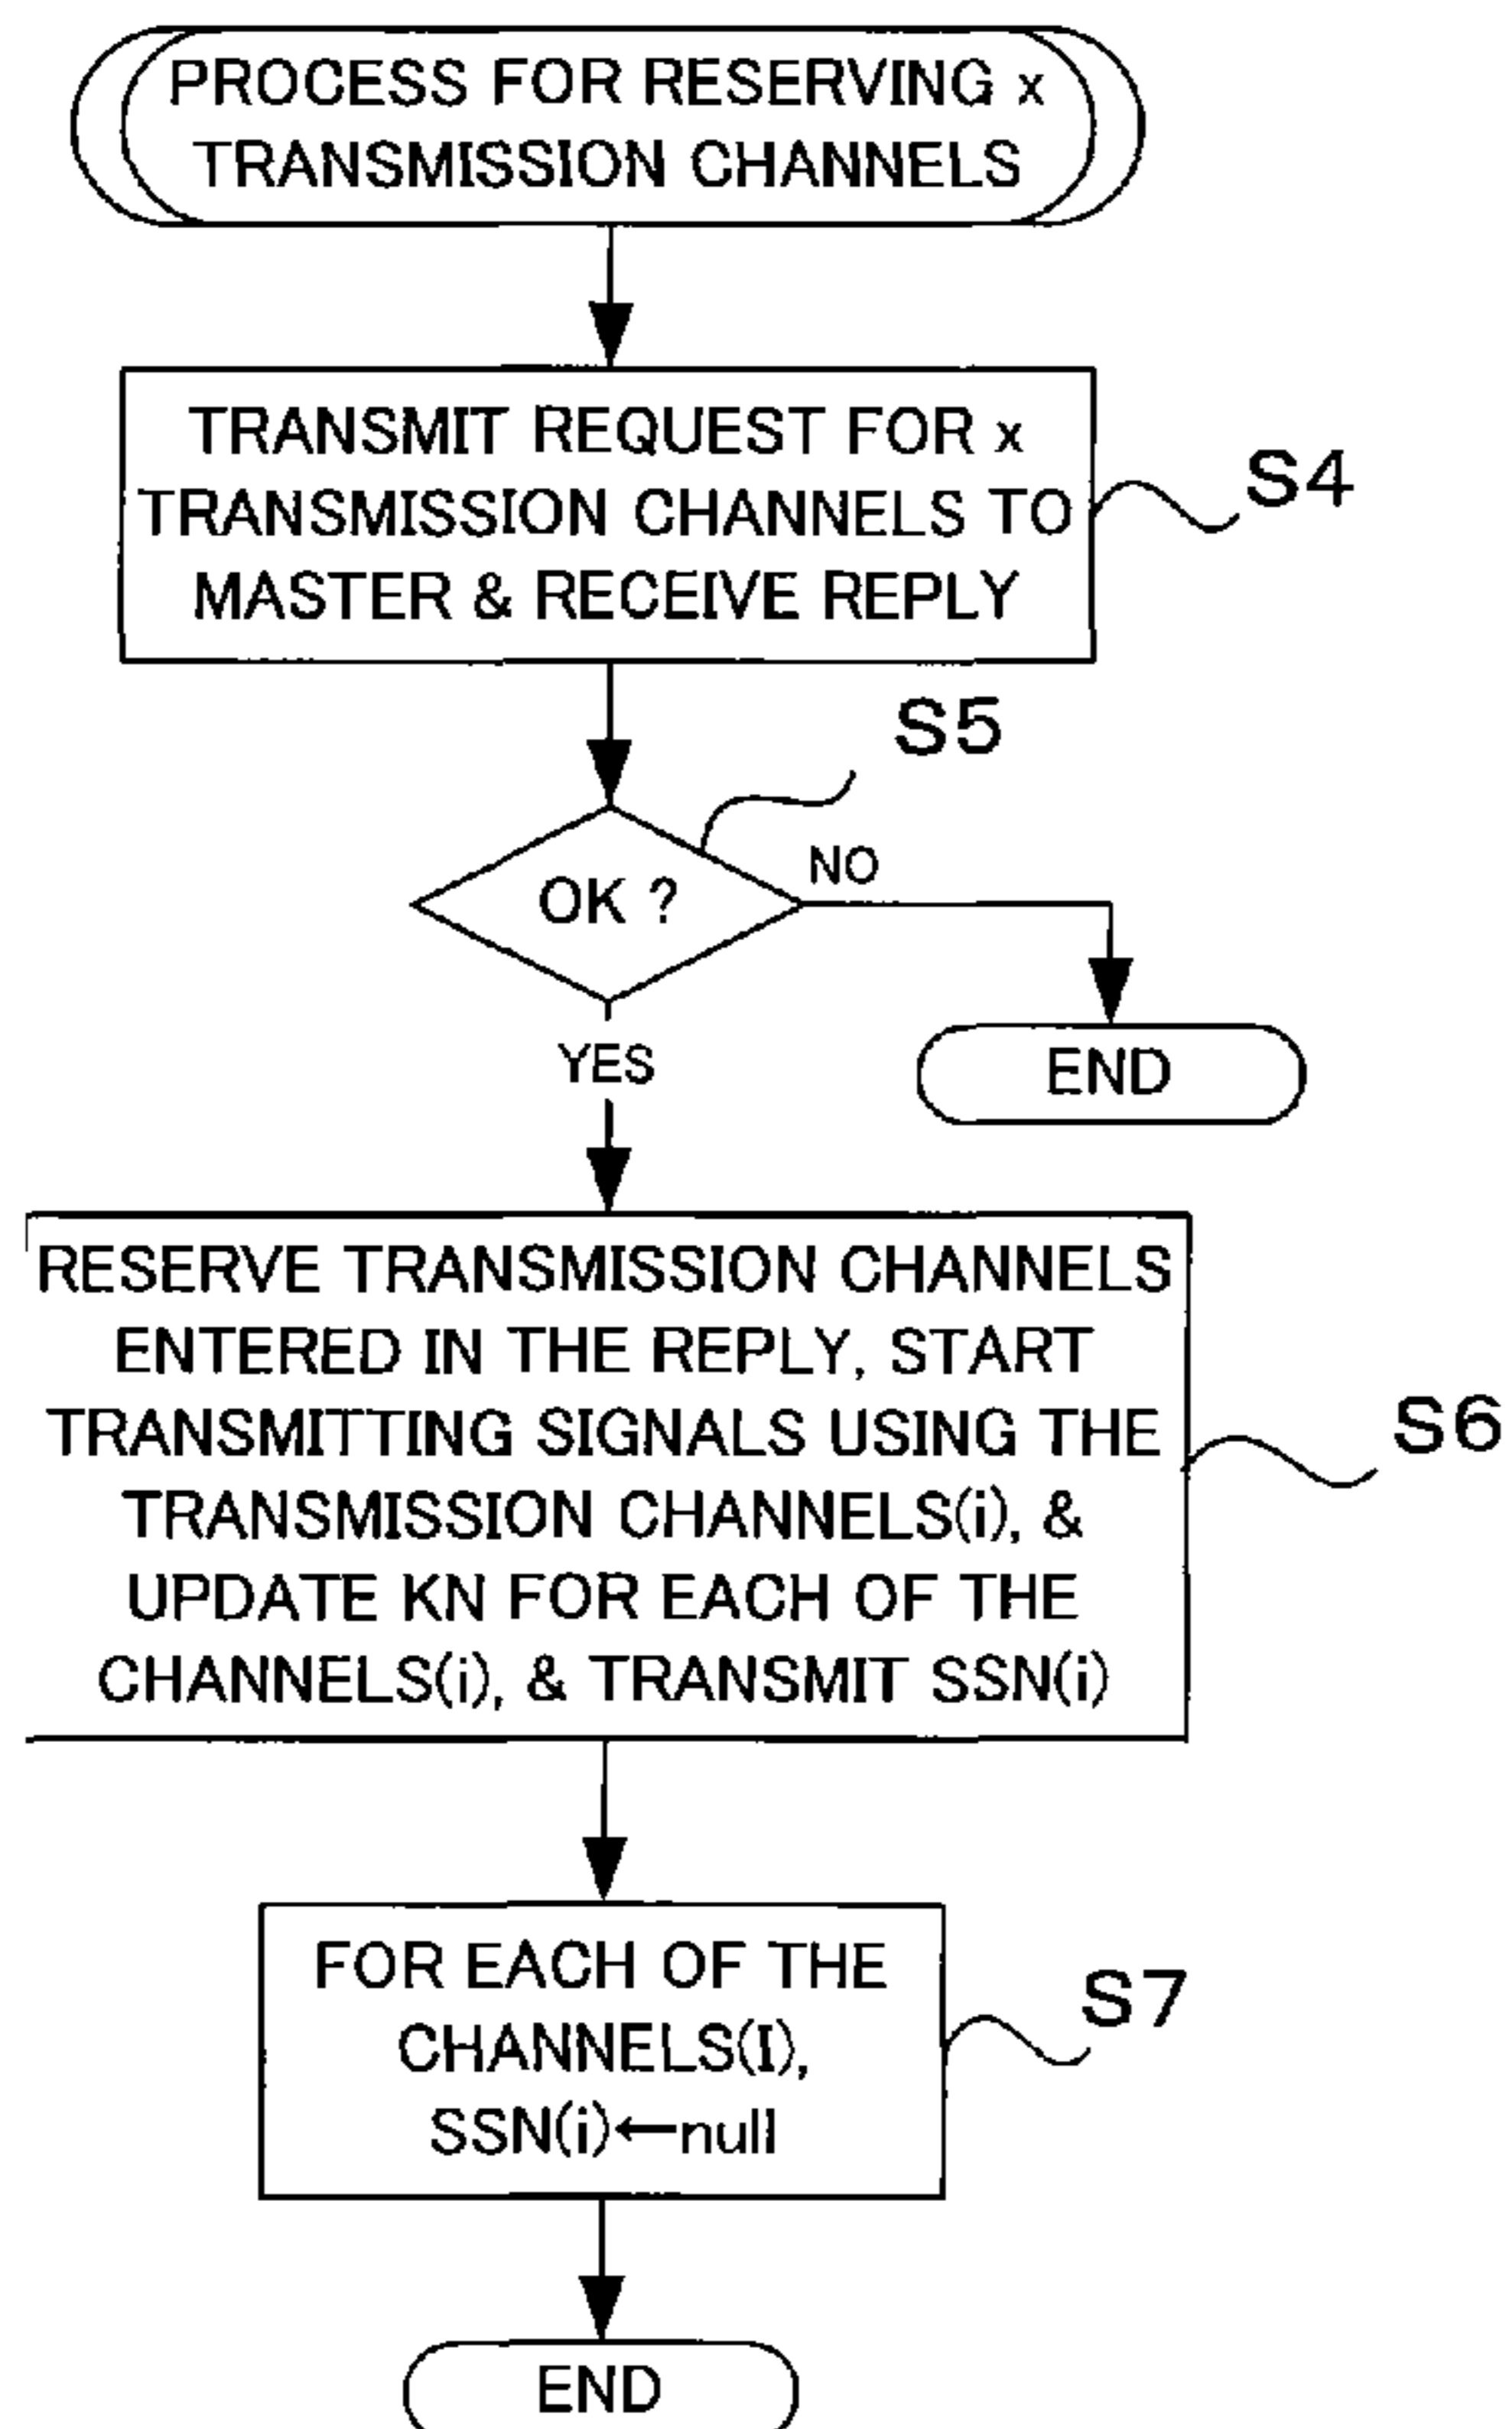 PROCESS FOR RESERVING x
TRANSMISSION CHANNELS
TRANSMIT REQUEST FOR x
TRANSMISSION CHANNELS TO
MASTER & RECEIVE REPLY
S4
S5
OK ?
NO
END
YES
RESERVE TRANSMISSION CHANNELS
ENTERED IN THE REPLY, START
TRANSMITTING SIGNALS USING THE
TRANSMISSION CHANNELS(i), &
UPDATE KN FOR EACH OF THE
CHANNELS(i), & TRANSMIT SSN(i)
S6
FOR EACH OF THE
CHANNELS(I),
SSN(i)←null
S7
END